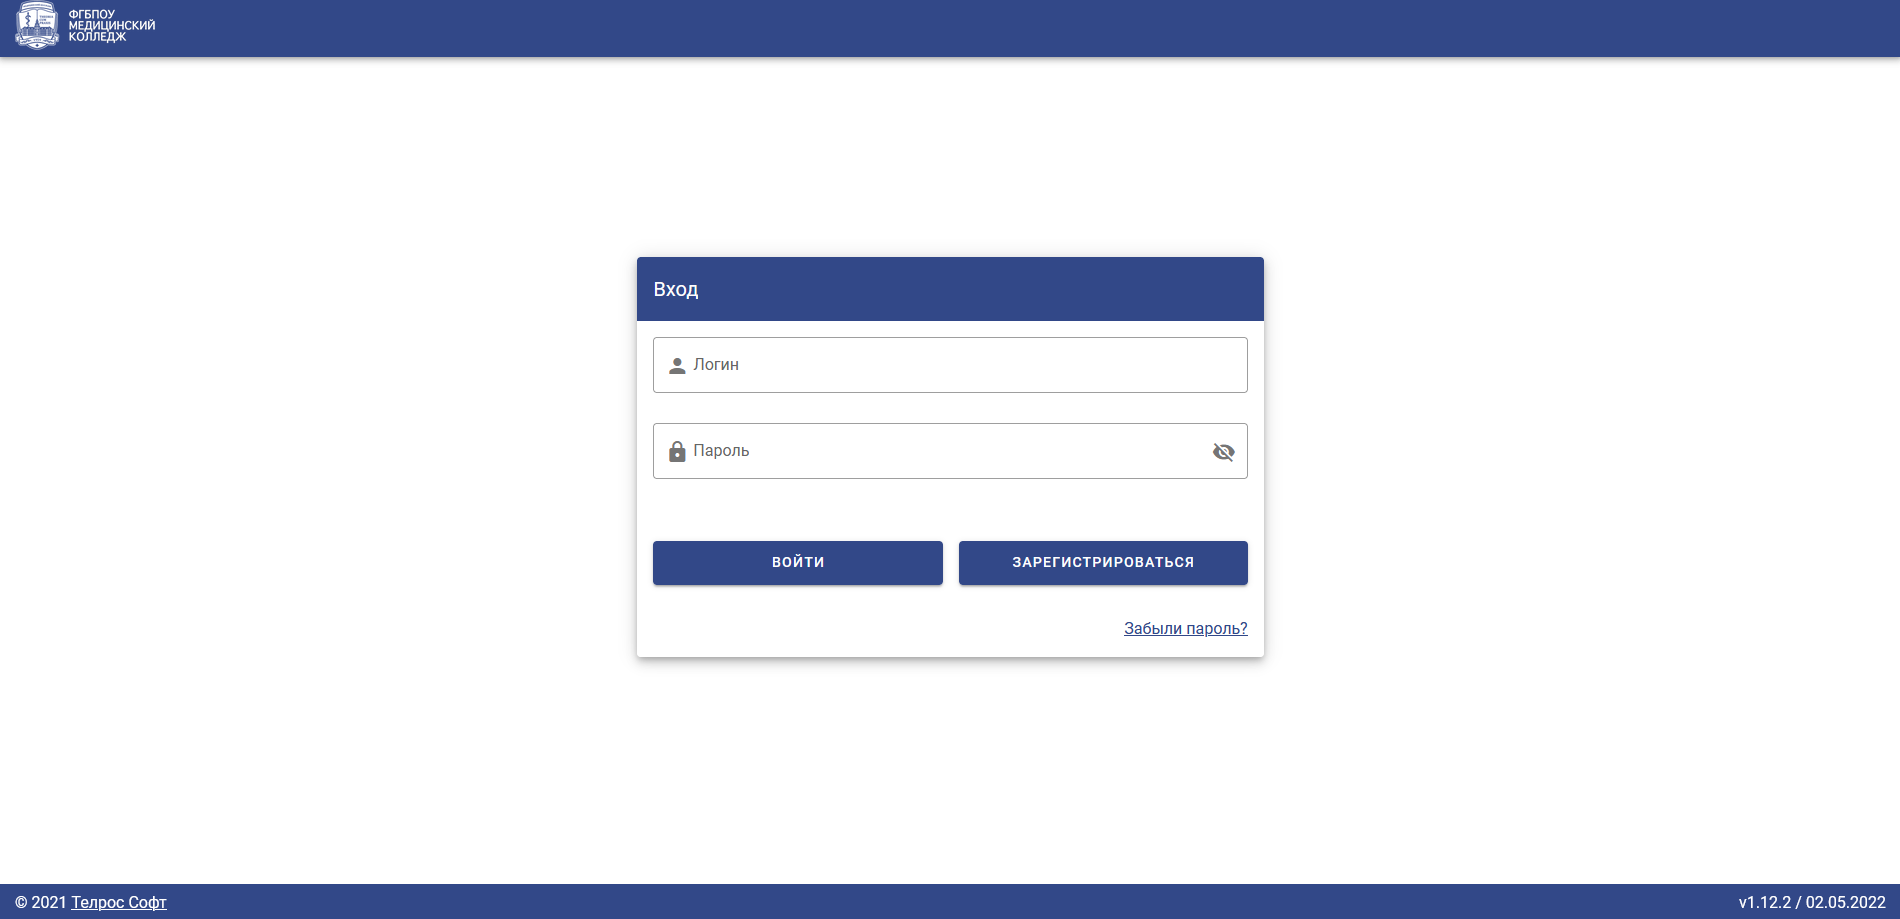 ФГБПОУ
МЕДИЦИНСКИЙ
КОЛЛЕДЖ
Вход
Логин
Пароль
ВОЙТИ
ЗАРЕГИСТРИРОВАТЬСЯ
Забыли пароль?
© 2021 Телрос Софт
v1.12.2 / 02.05.2022